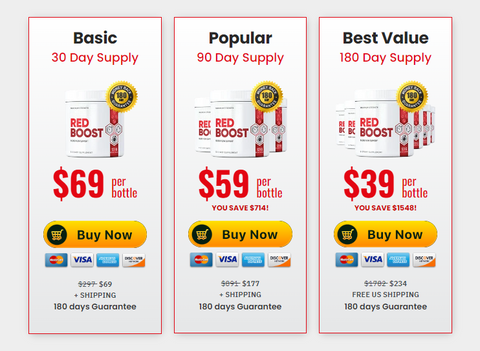 Basic
30 Day Supply
180
RED
BOOST
$69 per
bottle
Buy Now
VISA
DISCOVER
$297 $69
+ SHIPPING
180 days Guarantee
Popular
90 Day Supply
180
RED
BOOST
$59 per
bottle
YOU SAVE $714!
Buy Now
VISA
DISCOVER
$891 $177
+ SHIPPING
180 days Guarantee
Best Value
180 Day Supply
180
RED
BOOST
$39 per
bottle
YOU SAVE $1548!
Buy Now
VISA
DISCOVER
$1782 $234
FREE US SHIPPING
180 days Guarantee